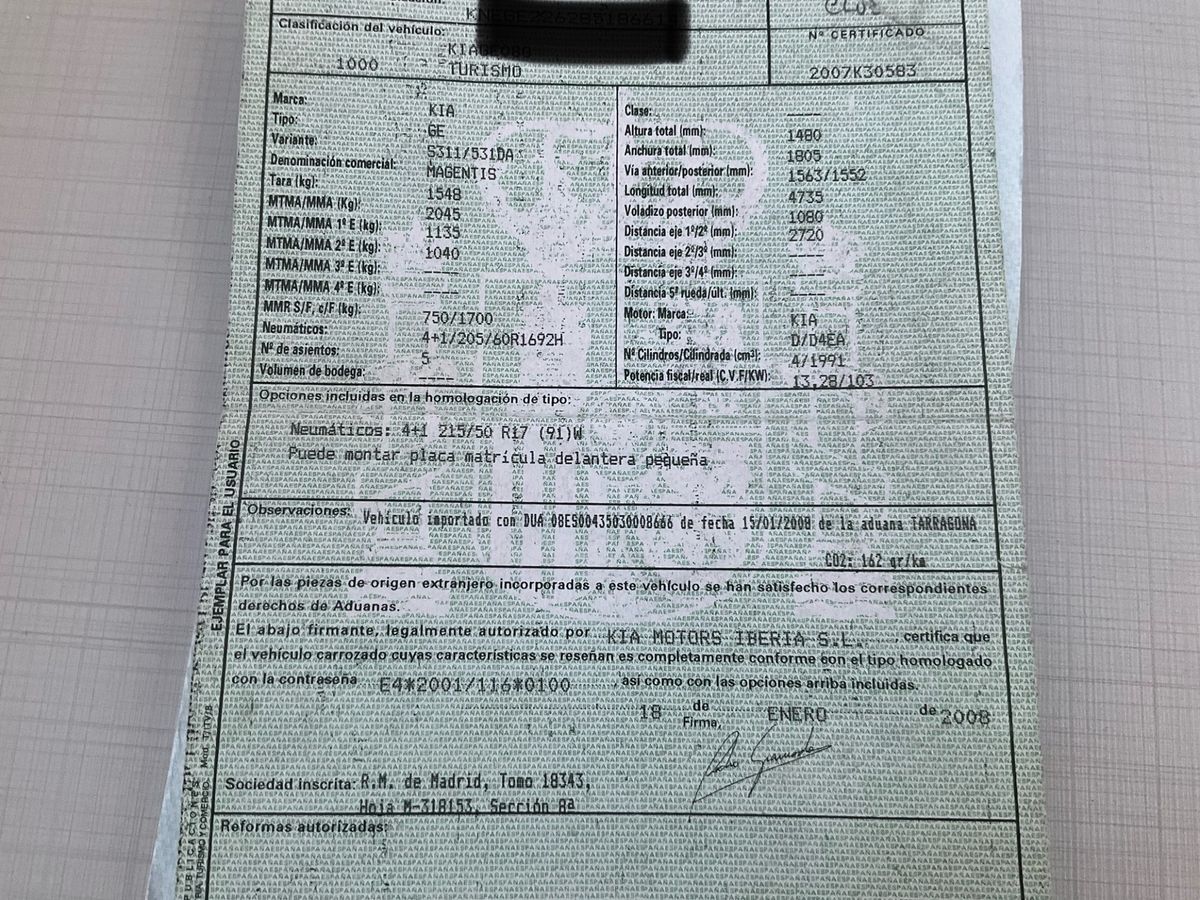 Clasificación del vehículo:
Nº CERTIFICADO
1000 TURISMO 2007K30583
Marca: KIA
Tipo: GE
Variante: 5311/531DA
Denominación comercial: MAGENTIS
Tara (kg): 1548
MTMA/MMA (Kg): 2045
MTMA/MMA 1º E (kg): 1135
MTMA/MMA 2º E (kg): 1040
MTMA/MMA 3º E (kg): ----
MTMA/MMA 4º E (kg): ----
MMR S/F, c/F (kg): 750/1700
Neumáticos: 4+1/205/60R1692H
Nº de asientos: 5
Volumen de bodega: ----
Clase: ----
Altura total (mm): 1480
Anchura total (mm): 1805
Via anterior/posterior (mm): 1563/1552
Longitud total (mm): 4735
Voladizo posterior (mm): 1080
Distancia eje 1º/2º (mm): 2720
Distancia eje 2º/3º (mm): ----
Distancia eje 3º/4º (mm): ----
Distancia 5ª rueda/últ. (mm): ----
Motor: Marca: KIA
Tipo: D/D4EA
Nº Cilindros/Cilindrada (cm³): 4/1991
Potencia fiscal/real (C.V.F/KW): 13,28/103
Opciones incluidas en la homologación de tipo:
Neumáticos: 4+1 215/50 R17 (91)W
Puede montar placa matrícula delantera pequeña
Observaciones: Vehículo importado con DUA 08ES00435030008666 de fecha 15/01/2008 de la aduana TARRAGONA
CO2: 162 gr/km
Por las piezas de origen extranjero incorporadas a este vehículo se han satisfecho los correspondientes
derechos de Aduanas.
El abajo firmante, legalmente autorizado por KIA MOTORS IBERIA S.L. certifica que
el vehículo carrozado cuyas características se reseñan es completamente conforme con el tipo homologado
con la contraseña E4*2001/116*0100 así como con las opciones arriba incluidas.
18 de ENERO de 2008
Firma,
Sociedad inscrita: R.M. de Madrid, Tomo 18343,
Hoja M-318153, Sección 8ª
Reformas autorizadas:
EJEMPLAR PARA EL USUARIO